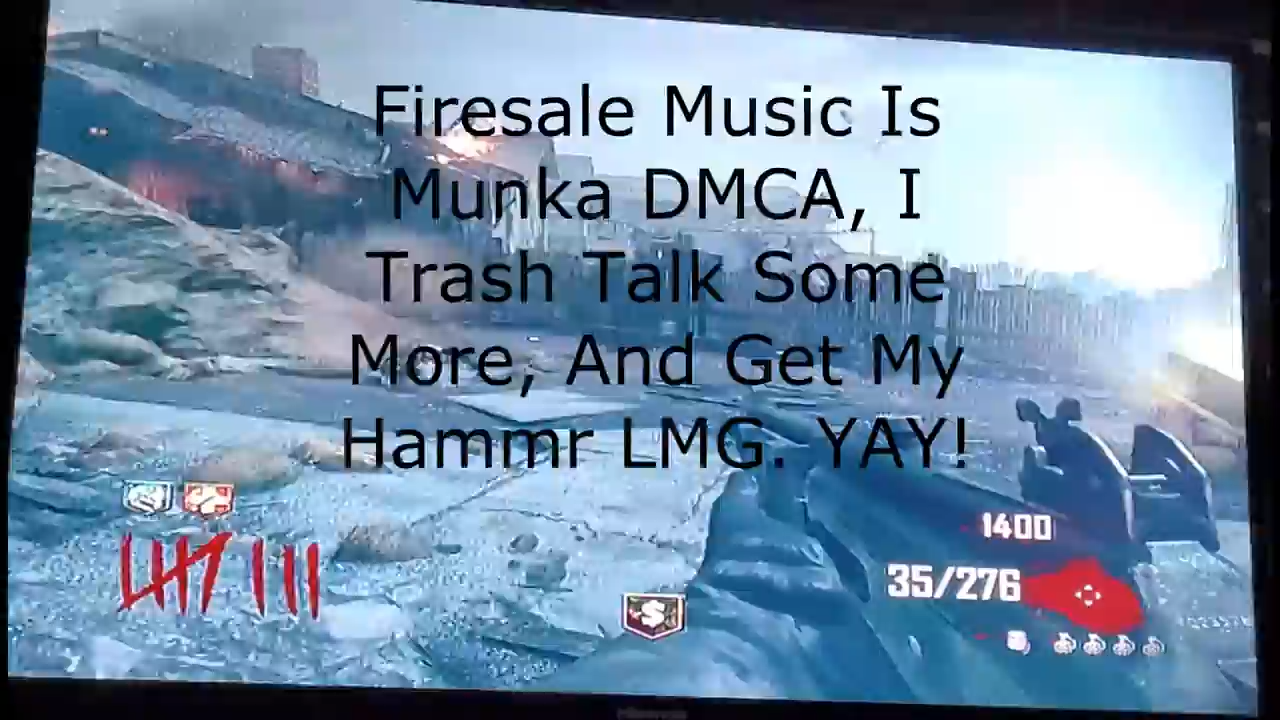 Firesale Music Is
Munka DMCA, I
Trash Talk Some
More, And Get My
Hammr LMG. YAY!
1400
35/276